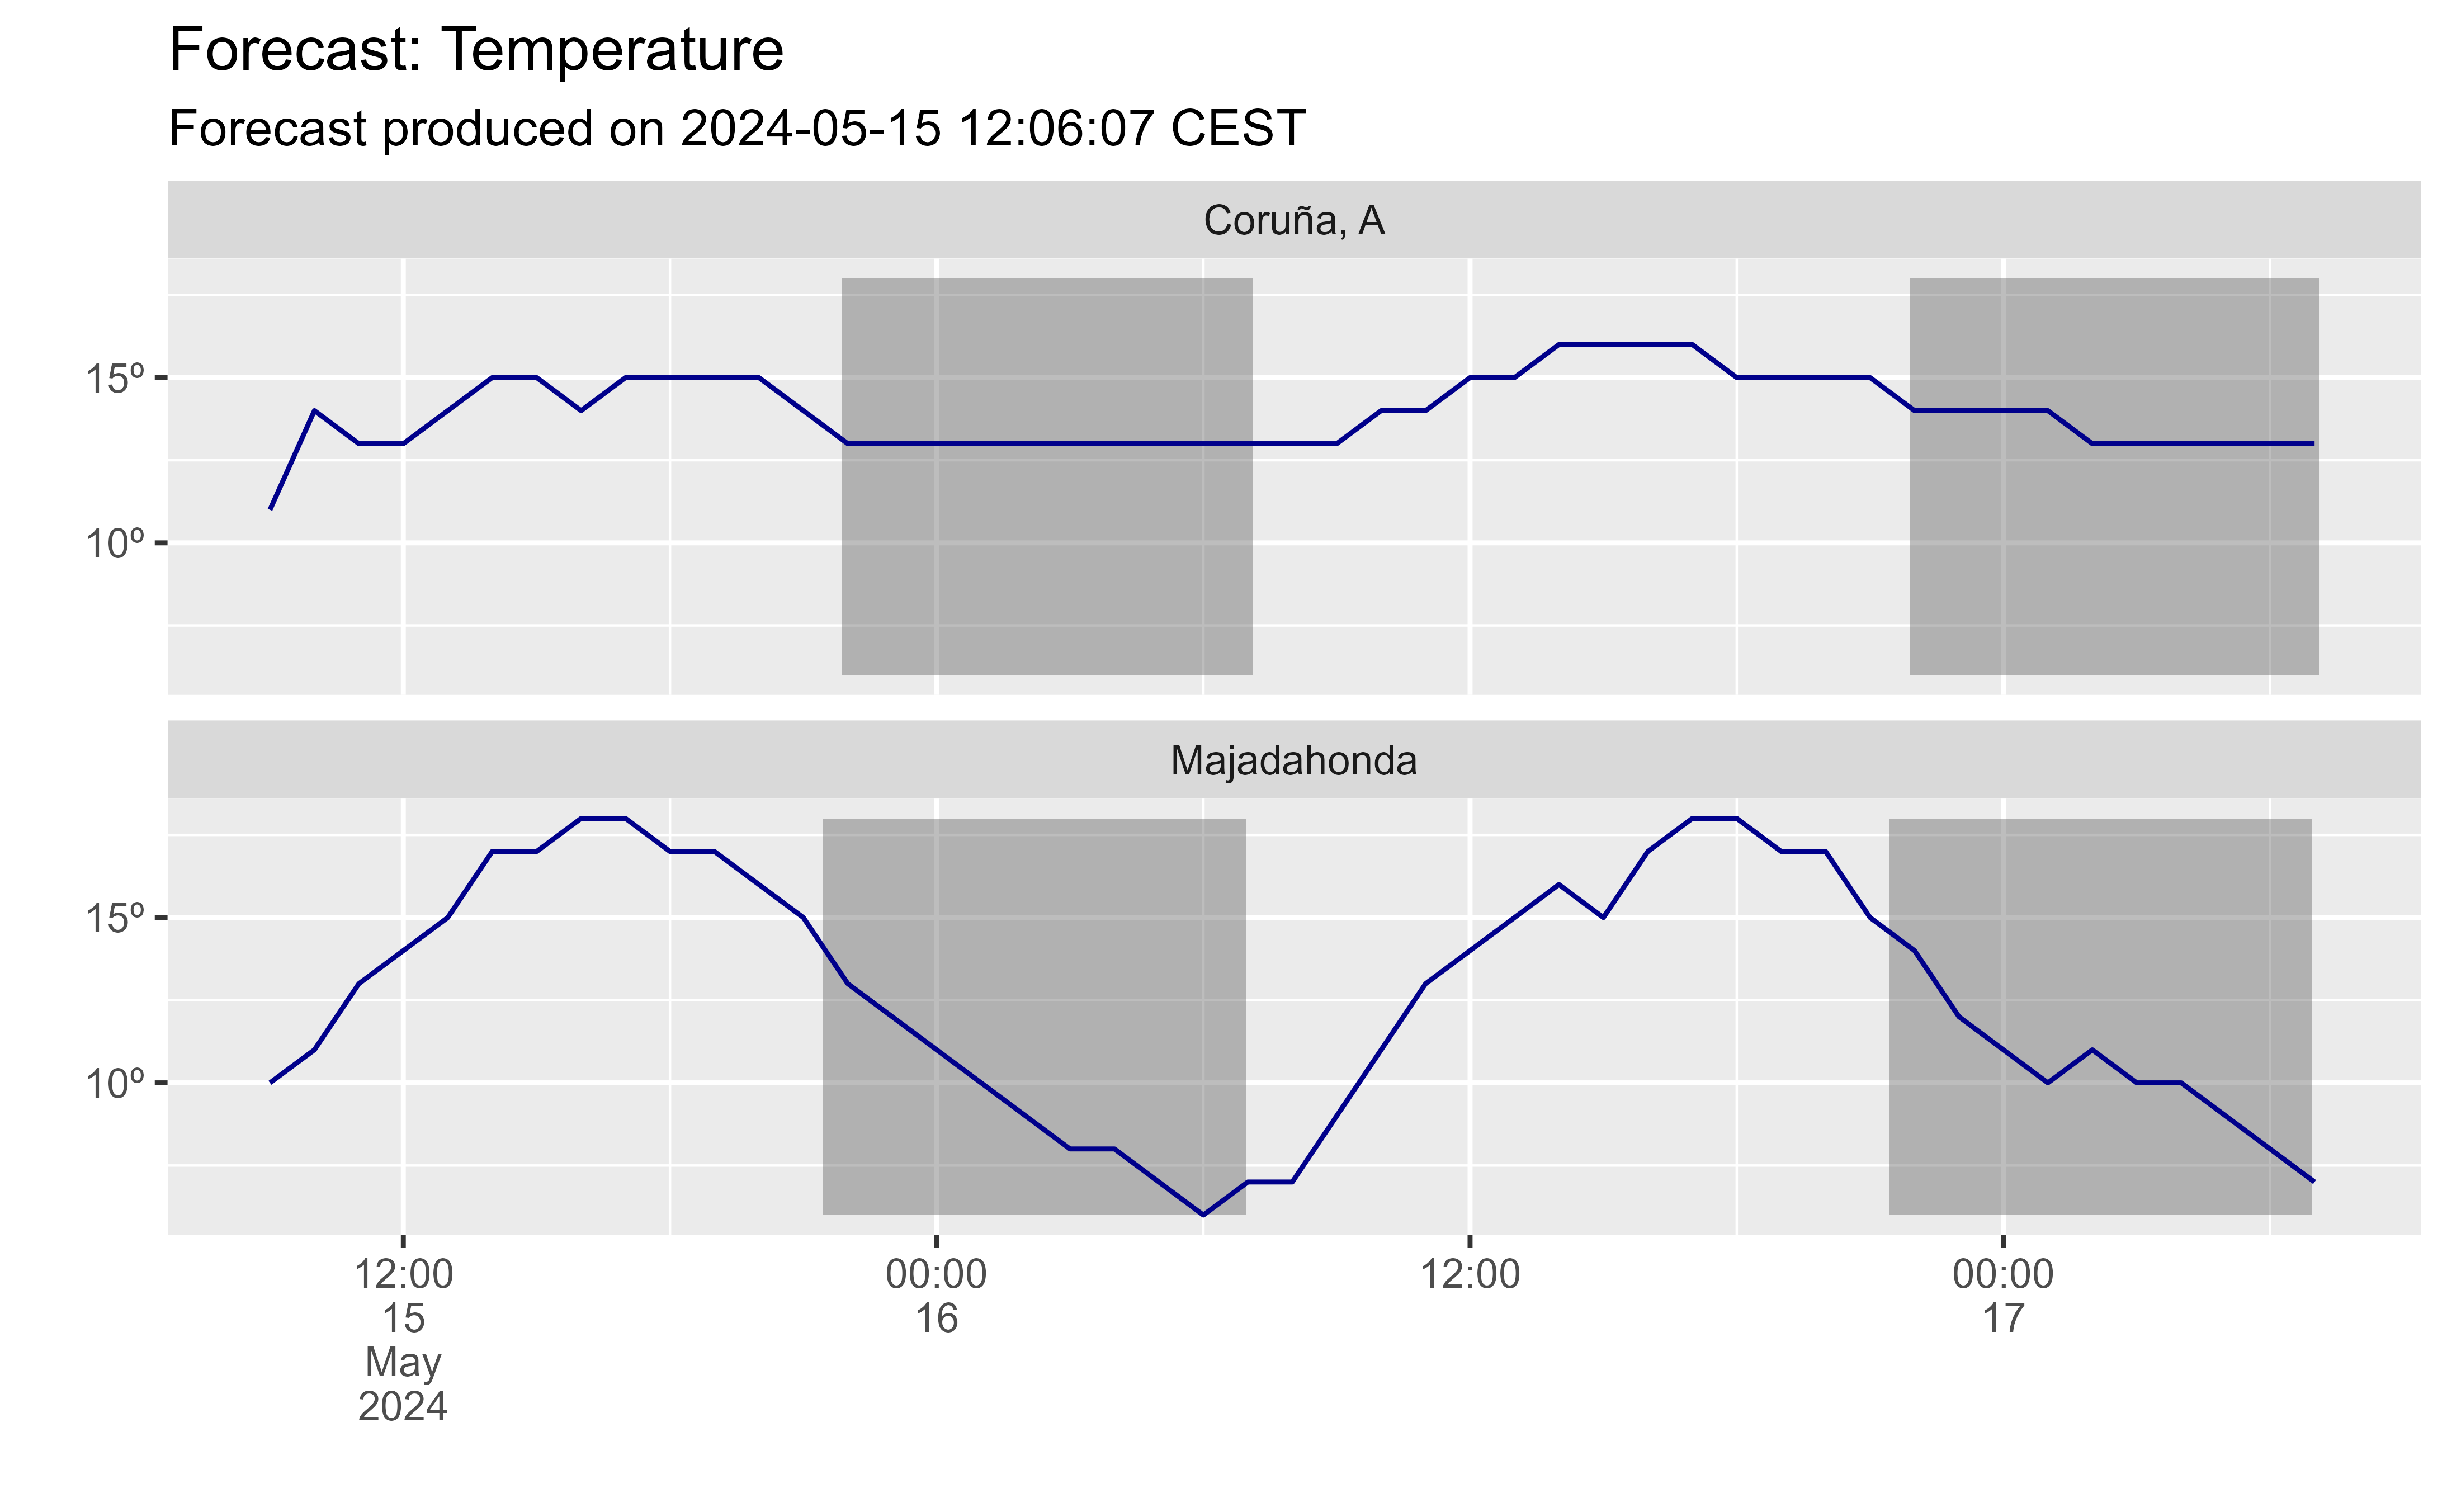 Forecast: Temperature
Forecast produced on 2024-05-15 12:06:07 CEST
Coruña, A
15º
10º
Majadahonda
15º
10º
12:00 00:00 12:00 00:00
15 16 17
May
2024